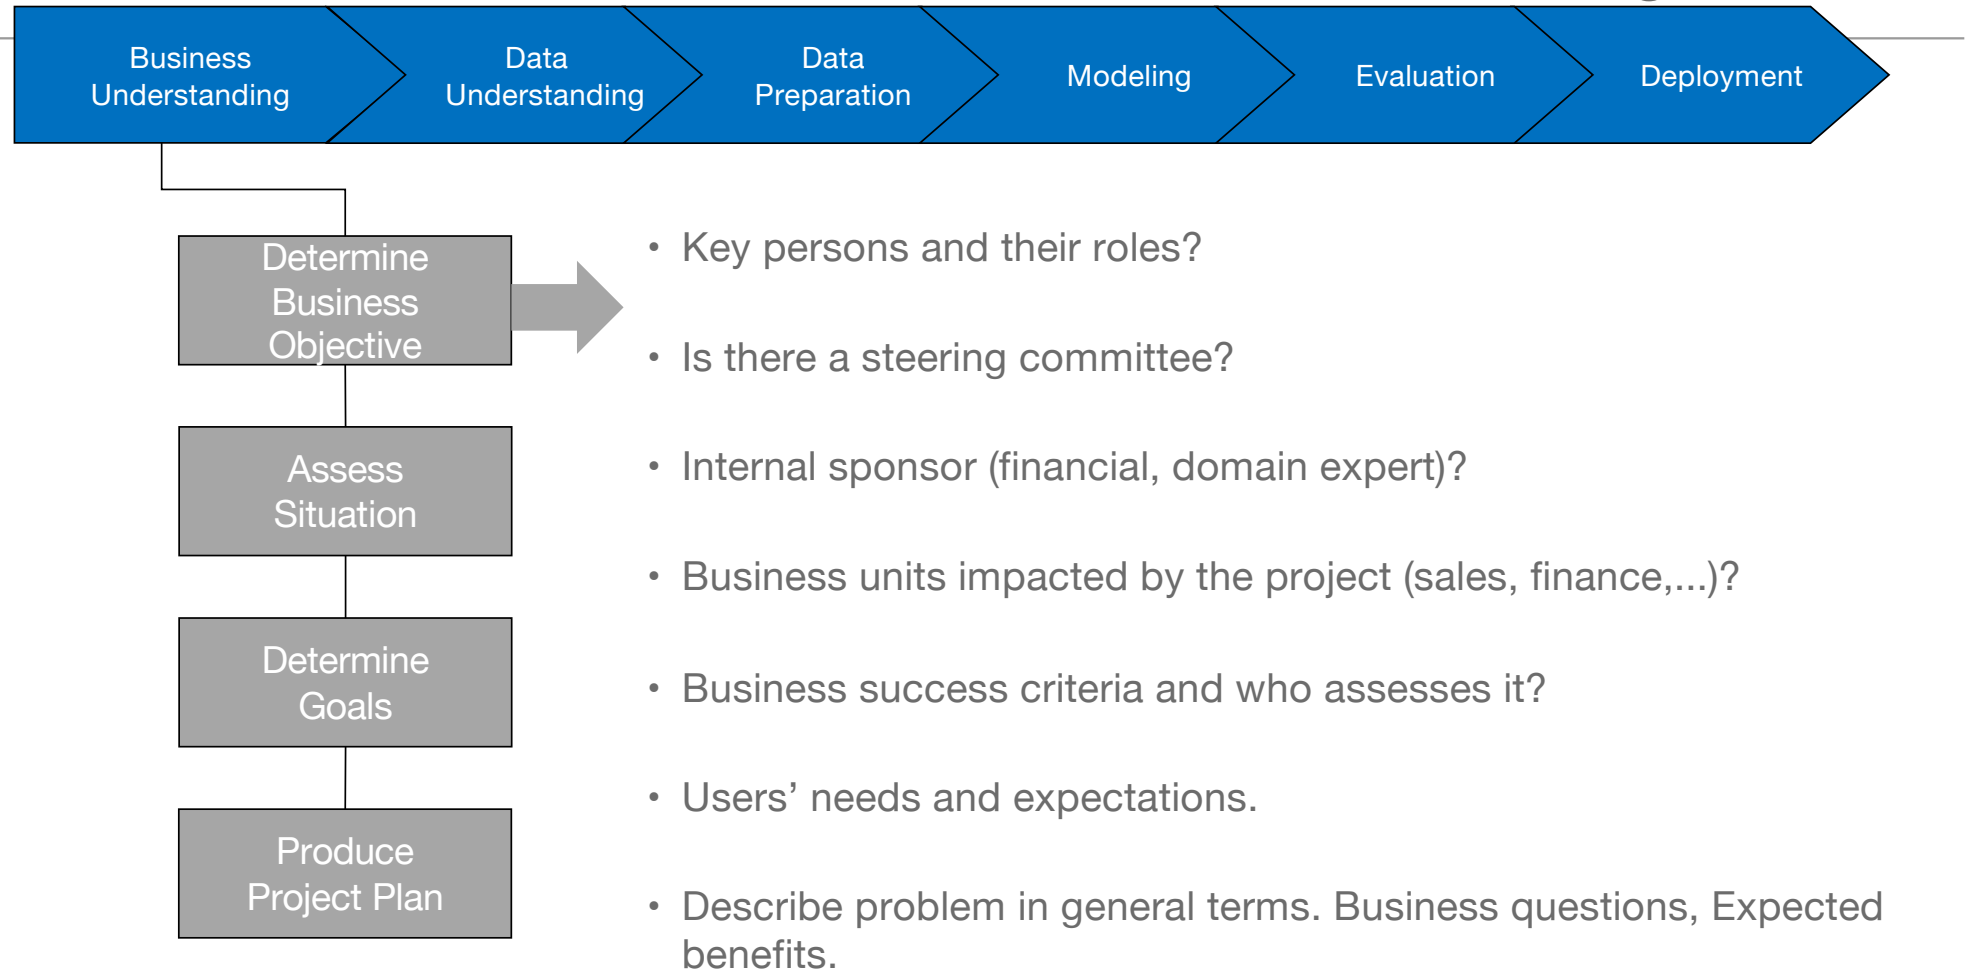 Business
Understanding
Data
Understanding
Data
Preparation
Modeling
Evaluation
Deployment
Determine
Business
Objective
Assess
Situation
Determine
Goals
Produce
Project Plan
• Key persons and their roles?
• Is there a steering committee?
• Internal sponsor (financial, domain expert)?
• Business units impacted by the project (sales, finance,...)?
• Business success criteria and who assesses it?
• Users’ needs and expectations.
• Describe problem in general terms. Business questions, Expected
benefits.